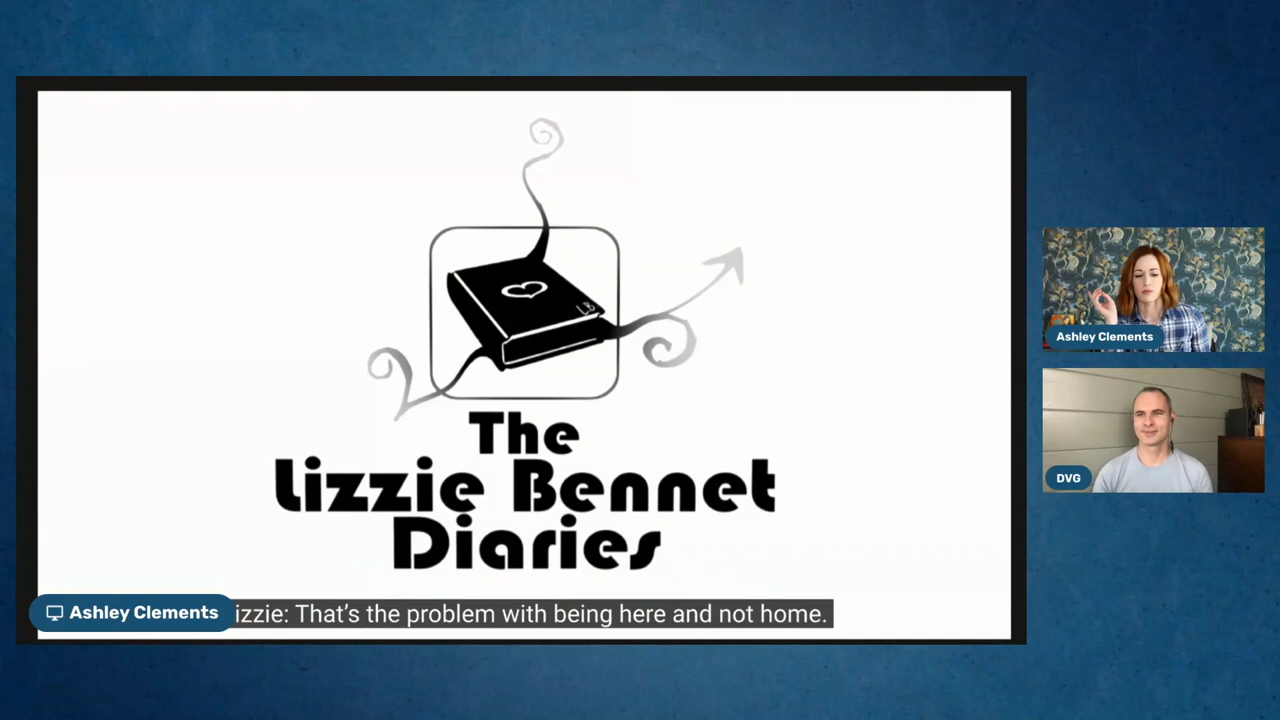 The
Lizzie Bennet
Diaries
LB
Ashley Clements
izzie: That's the problem with being here and not home.
Ashley Clements
DVG